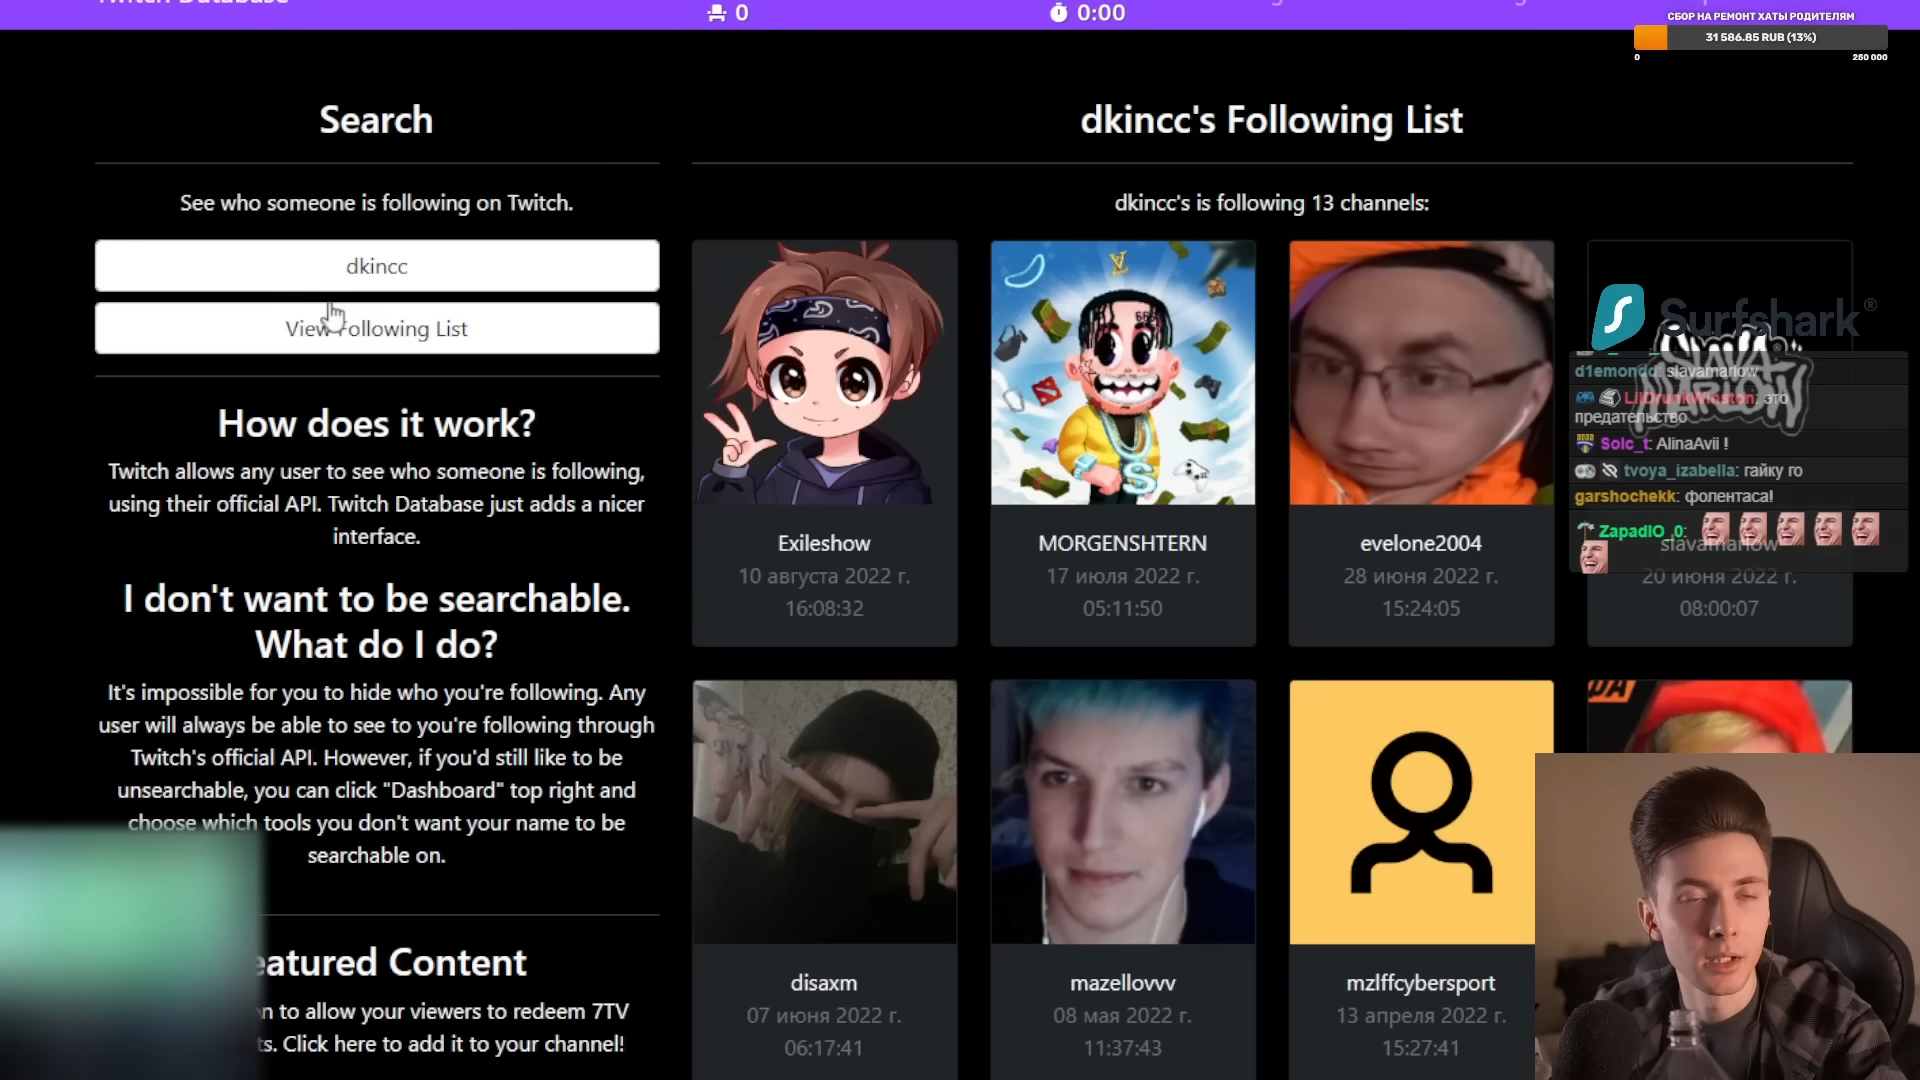 Twitch Database
0
0:00
СБОР НА РЕМОНТ ХАТЫ РОДИТЕЛЯМ
31 586.85 RUB (13%)
0
250 000
Search
See who someone is following on Twitch.
dkincc
View Following List
How does it work?
Twitch allows any user to see who someone is following,
using their official API. Twitch Database just adds a nicer
interface.
I don't want to be searchable.
What do I do?
It's impossible for you to hide who you're following. Any
user will always be able to see to you're following through
Twitch's official API. However, if you'd still like to be
unsearchable, you can click "Dashboard" top right and
choose which tools you don't want your name to be
searchable on.
eatured Content
n to allow your viewers to redeem 7TV
ts. Click here to add it to your channel!
dkincc's Following List
dkincc's is following 13 channels:
Exileshow
10 августа 2022 г.
16:08:32
MORGENSHTERN
17 июля 2022 г.
05:11:50
evelone2004
28 июня 2022 г.
15:24:05
slavamarlow
20 июня 2022 г.
08:00:07
disaxm
07 июня 2022 г.
06:17:41
mazellovvv
08 мая 2022 г.
11:37:43
mzlffcybersport
13 апреля 2022 г.
15:27:41
Surfshark®
SLAVA
MARLOW
d1emondd: slavamarlow
LilDrunkWinston: это
предательство
Solc_t: AlinaAvii !
tvoya_izabella: гайку го
garshochekk: фолентаса!
ZapadlO_0: